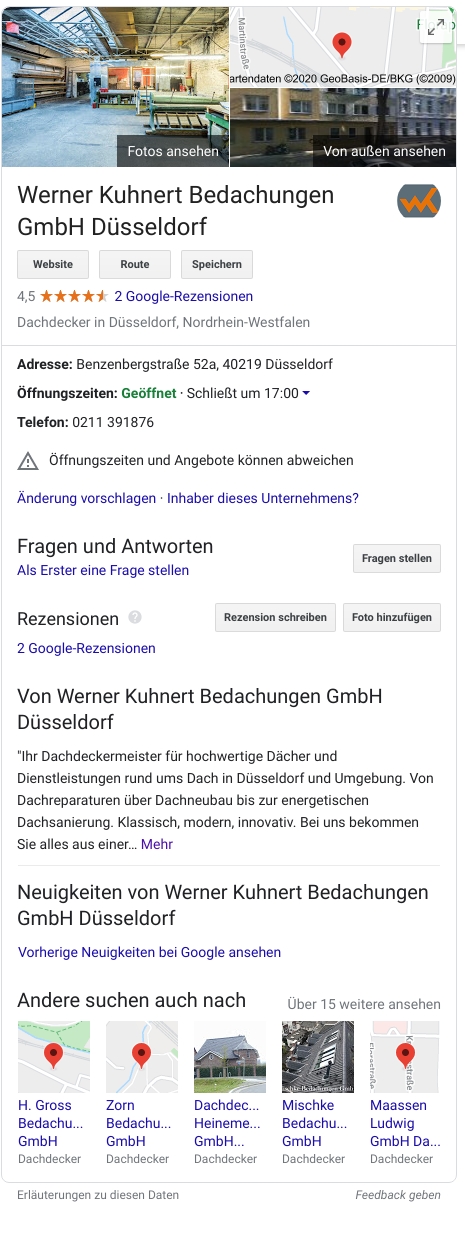 Martinstraße
artendaten ©2020 GeoBasis-DE/BKG (©2009)
Fotos ansehen
Von außen ansehen
Werner Kuhnert Bedachungen
GmbH Düsseldorf
Website Route Speichern
4,5 2 Google-Rezensionen
Dachdecker in Düsseldorf, Nordrhein-Westfalen
Adresse: Benzenbergstraße 52a, 40219 Düsseldorf
Öffnungszeiten: Geöffnet · Schließt um 17:00
Telefon: 0211 391876
Öffnungszeiten und Angebote können abweichen
Änderung vorschlagen · Inhaber dieses Unternehmens?
Fragen und Antworten
Fragen stellen
Als Erster eine Frage stellen
Rezensionen ? Rezension schreiben Foto hinzufügen
2 Google-Rezensionen
Von Werner Kuhnert Bedachungen GmbH
Düsseldorf
"Ihr Dachdeckermeister für hochwertige Dächer und
Dienstleistungen rund ums Dach in Düsseldorf und Umgebung. Von
Dachreparaturen über Dachneubau bis zur energetischen
Dachsanierung. Klassisch, modern, innovativ. Bei uns bekommen
Sie alles aus einer… Mehr
Neuigkeiten von Werner Kuhnert Bedachungen
GmbH Düsseldorf
Vorherige Neuigkeiten bei Google ansehen
Andere suchen auch nach
Über 15 weitere ansehen
H. Gross
Bedachu...
GmbH
Dachdecker
Zorn
Bedachu...
GmbH
Dachdecker
Dachdec...
Heineme...
GmbH...
Dachdecker
Mischke
Bedachu...
GmbH
Dachdecker
Maassen
Ludwig
GmbH Da...
Dachdecker
Erläuterungen zu diesen Daten
Feedback geben